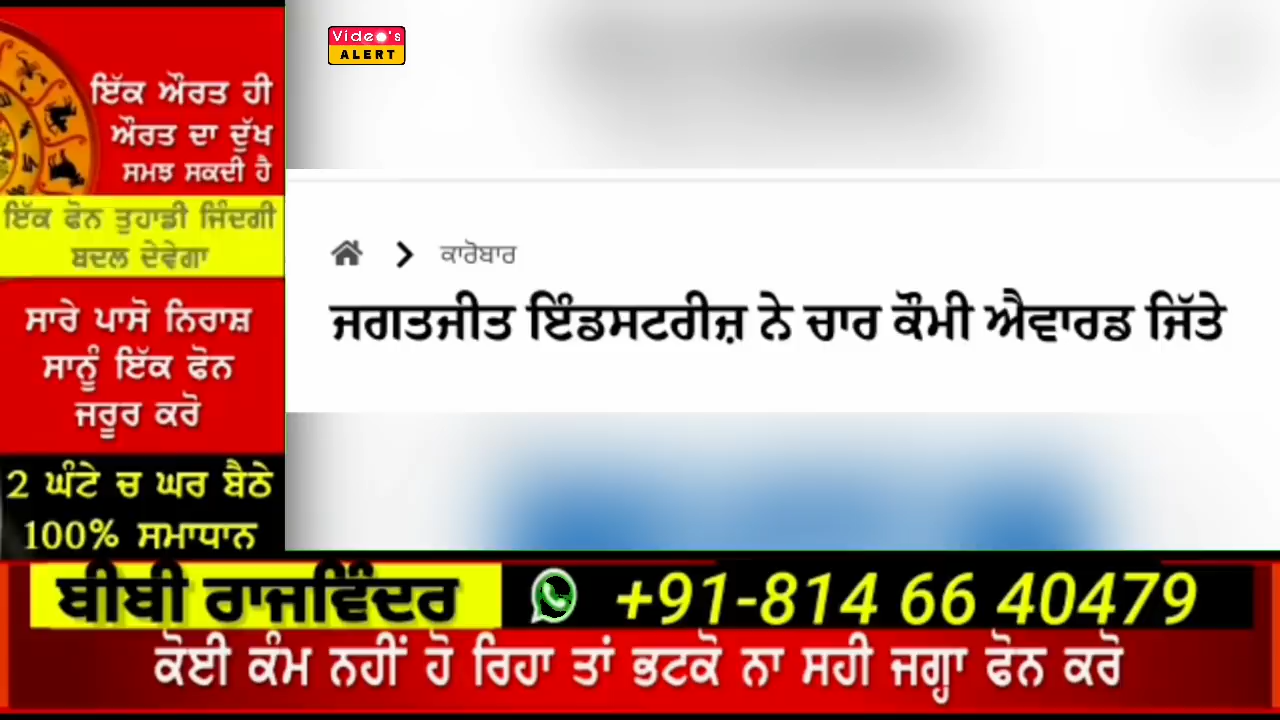 Video's
ALERT
ਇੱਕ ਔਰਤ ਹੀ
ਔਰਤ ਦਾ ਦੁੱਖ
ਸਮਝ ਸਕਦੀ ਹੈ
ਇੱਕ ਫੋਨ ਤੁਹਾਡੀ ਜਿੰਦਗੀ
ਬਦਲ ਦੇਵੇਗਾ
ਸਾਰੇ ਪਾਸੋ ਨਿਰਾਸ਼
ਸਾਨੂੰ ਇੱਕ ਫੋਨ
ਜਰੂਰ ਕਰੋ
2 ਘੰਟੇ ਚ ਘਰ ਬੈਠੇ
100% ਸਮਾਧਾਨ
ਕਾਰੋਬਾਰ
ਜਗਤਜੀਤ ਇੰਡਸਟਰੀਜ਼ ਨੇ ਚਾਰ ਕੌਮੀ ਐਵਾਰਡ ਜਿੱਤੇ
ਬੀਬੀ ਰਾਜਵਿੰਦਰ +91-814 66 40479
ਕੋਈ ਕੰਮ ਨਹੀਂ ਹੋ ਰਿਹਾ ਤਾਂ ਭਟਕੋ ਨਾ ਸਹੀ ਜਗ੍ਹਾ ਫੋਨ ਕਰੋ